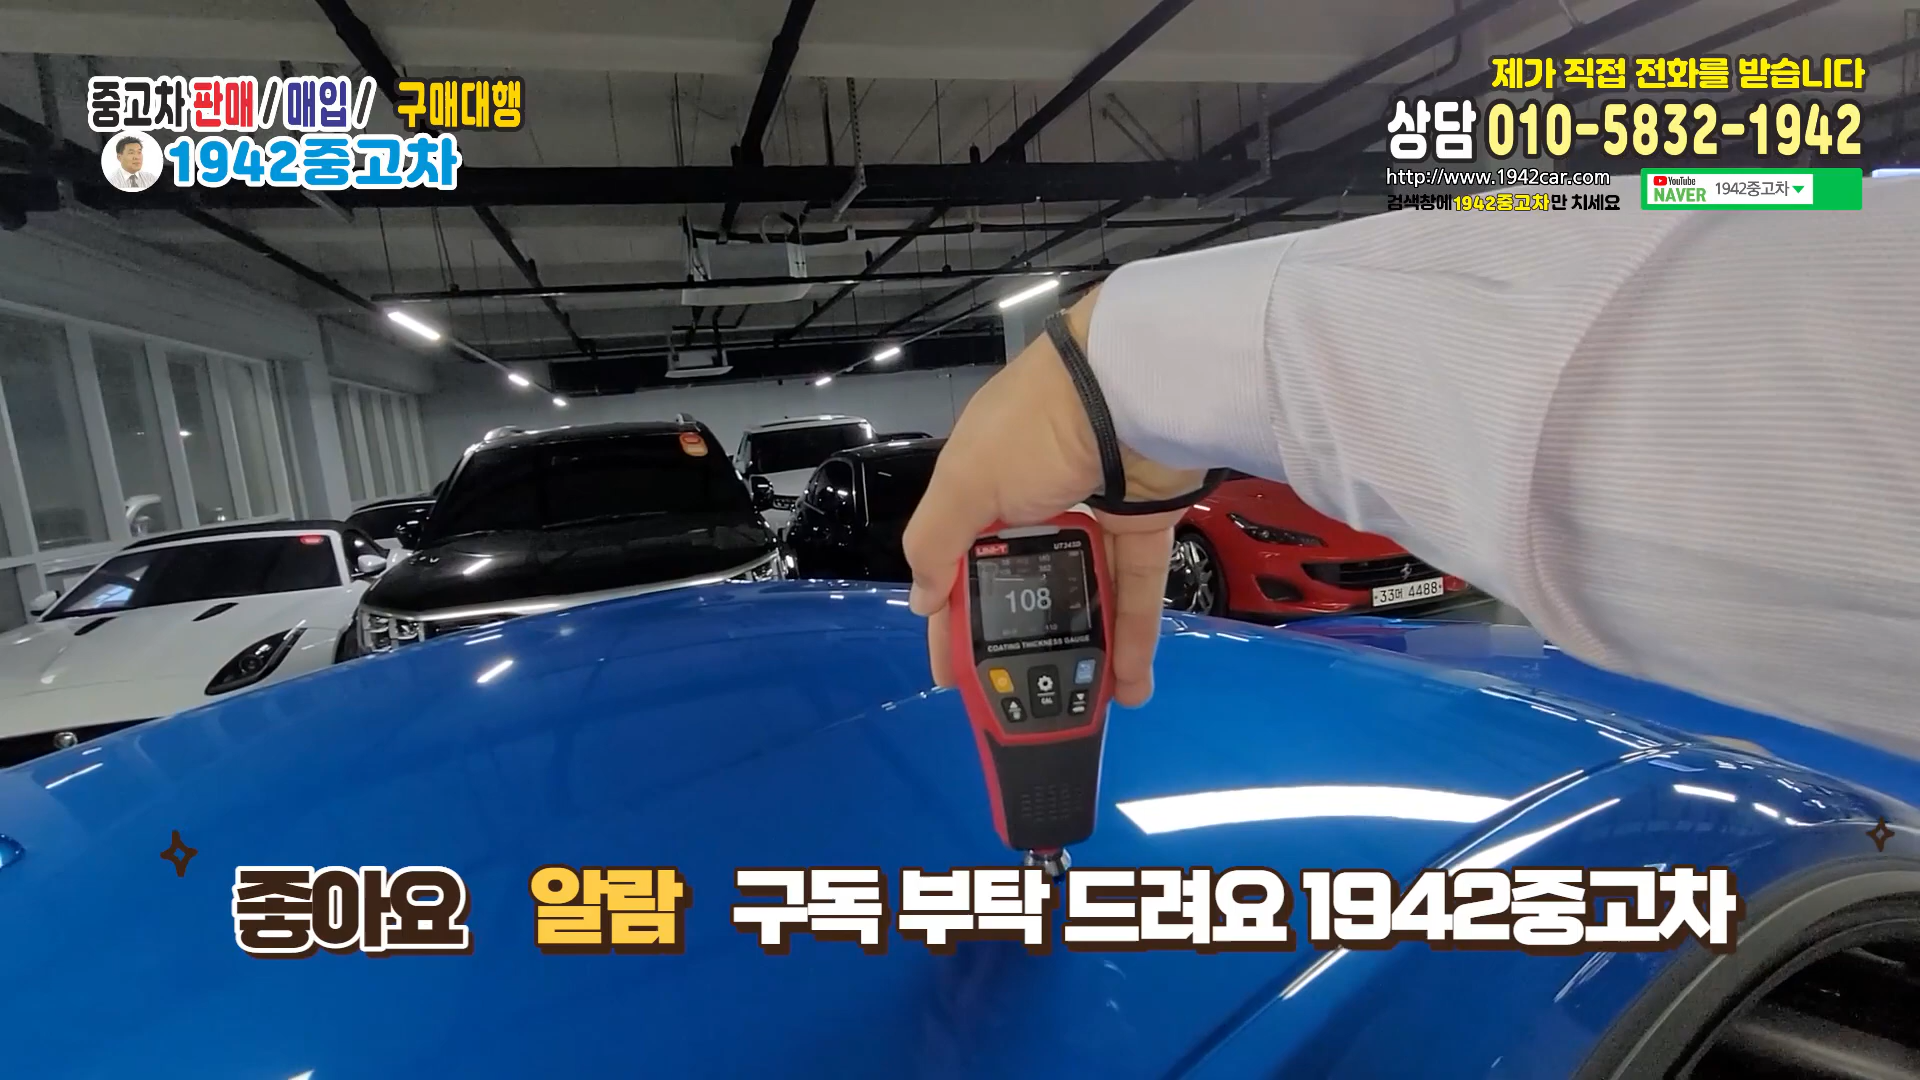 중고차 판매 / 매입 / 구매대행
1942중고차
제가 직접 전화를 받습니다
상담 010-5832-1942
http://www.1942car.com
검색창에 1942중고차만 치세요
YouTube
NAVER 1942중고차
33머 4488
UNI-T UT343D
108
COATING THICKNESS GAUGE
CAL
좋아요 알람 구독 부탁 드려요 1942중고차